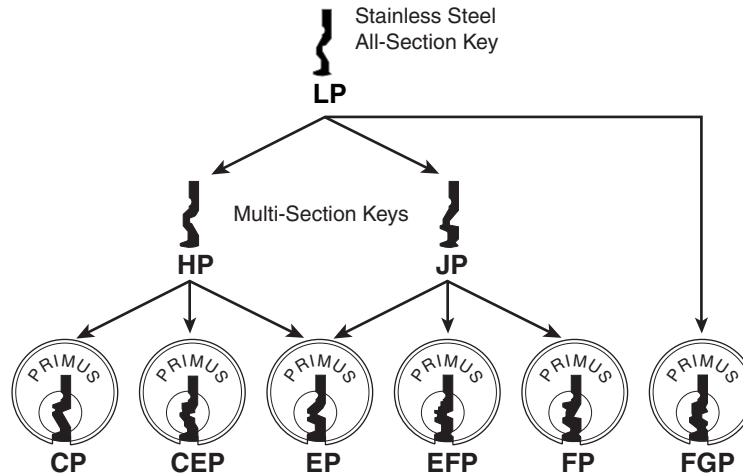 Stainless Steel
All-Section Key
LP
Multi-Section Keys
HP JP
PRIMUS PRIMUS PRIMUS PRIMUS PRIMUS PRIMUS
CP CEP EP EFP FP FGP